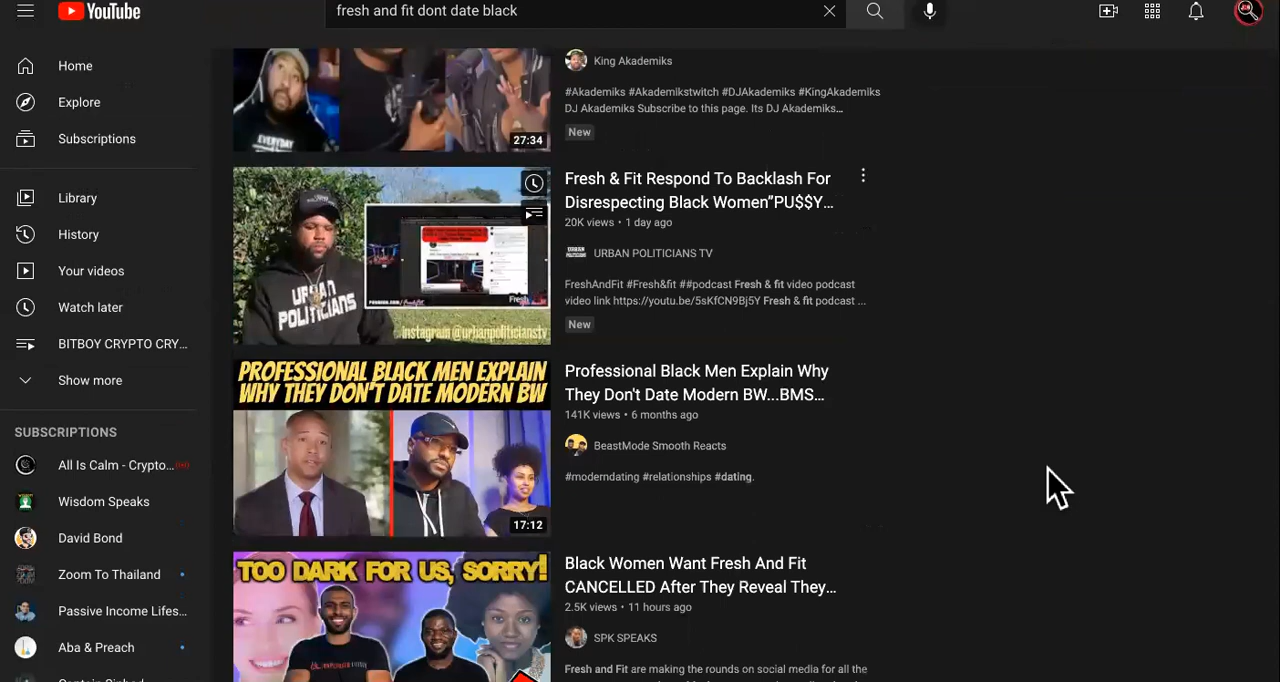 YouTube
fresh and fit dont date black
Home
Explore
Subscriptions
Library
History
Your videos
Watch later
BITBOY CRYPTO CRY...
Show more
SUBSCRIPTIONS
All Is Calm - Crypto...
Wisdom Speaks
David Bond
Zoom To Thailand
Passive Income Lifes...
Aba & Preach
EVERYDAY
27:34
King Akademiks
#Akademiks #Akademikstwitch #DJAkademiks #KingAkademiks
DJ Akademiks Subscribe to this page. Its DJ Akademiks...
New
URBAN
POLITICIANS
Fresh
instagram @urbanpoliticianstv
Fresh & Fit Respond To Backlash For
Disrespecting Black Women"PU$$Y...
20K views • 1 day ago
URBAN POLITICIANS TV
FreshAndFit #Fresh&fit ##podcast Fresh & fit video podcast
video link https://youtu.be/5sKfCN9Bj5Y Fresh & fit podcast ...
New
PROFESSIONAL BLACK MEN EXPLAIN
WHY THEY DON'T DATE MODERN BW
17:12
Professional Black Men Explain Why
They Don't Date Modern BW...BMS...
141K views • 6 months ago
BeastMode Smooth Reacts
#moderndating #relationships #dating.
TOO DARK FOR US, SORRY!
Black Women Want Fresh And Fit
CANCELLED After They Reveal They...
2.5K views • 11 hours ago
SPK SPEAKS
Fresh and Fit are making the rounds on social media for all the